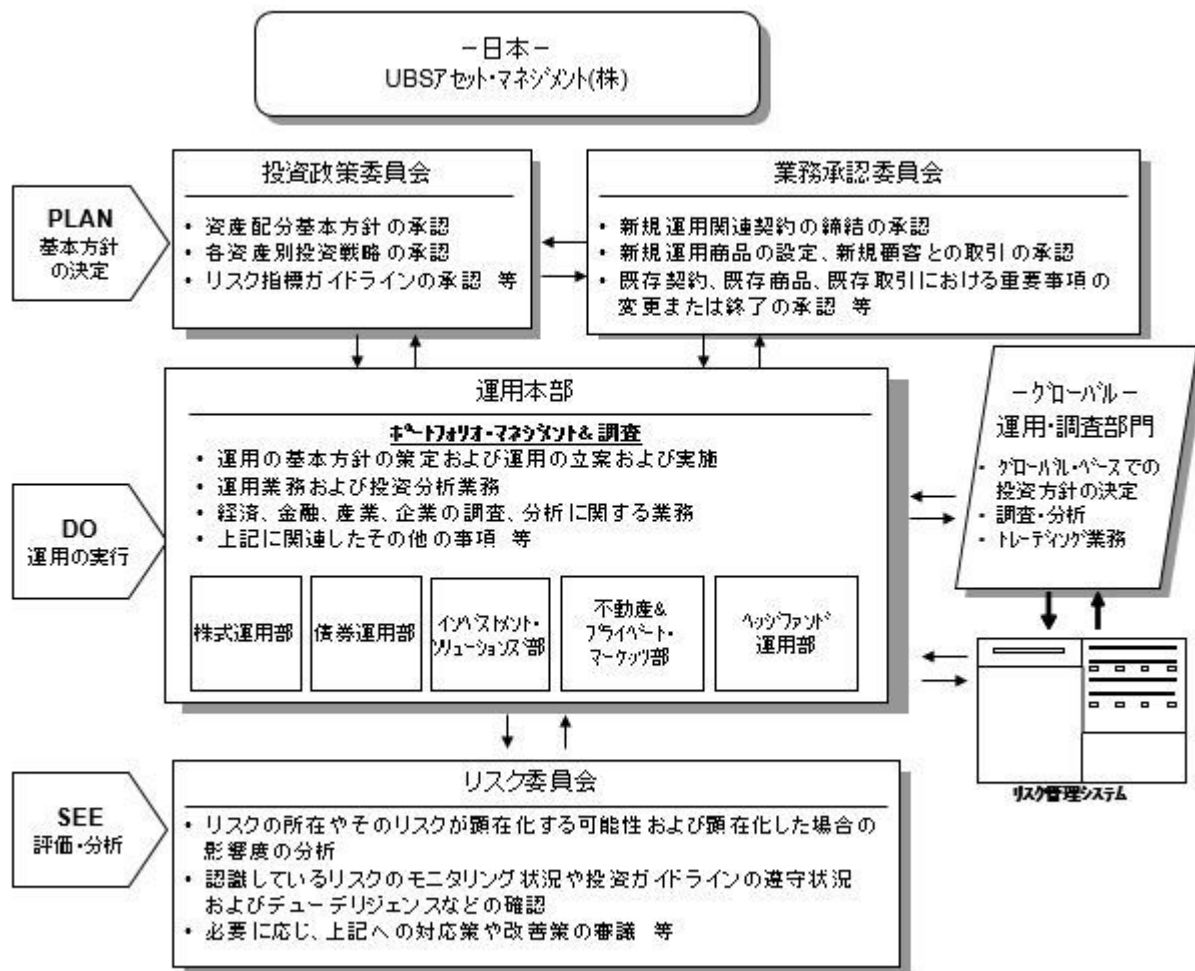 －日本－
UBSアセット・マネジメント(株)
PLAN
基本方針
の決定
投資政策委員会
・ 資産配分基本方針の承認
・ 各資産別投資戦略の承認
・ リスク指標ガイドラインの承認 等
業務承認委員会
・ 新規運用関連契約の締結の承認
・ 新規運用商品の設定、新規顧客との取引の承認
・ 既存契約、既存商品、既存取引における重要事項の
変更または終了の承認 等
DO
運用の実行
運用本部
ポートフォリオ・マネジメント&調査
・ 運用の基本方針の策定および運用の立案および実施
・ 運用業務および投資分析業務
・ 経済、金融、産業、企業の調査、分析に関する業務
・ 上記に関連したその他の事項 等
株式運用部
債券運用部
インベストメント・
ソリューションズ部
不動産&
プライベート・
マーケッツ部
ヘッジファンド
運用部
－グローバル－
運用・調査部門
・ グローバル・ベースでの
投資方針の決定
・ 調査・分析
・ トレーディング業務
リスク管理システム
SEE
評価・分析
リスク委員会
・ リスクの所在やそのリスクが顕在化する可能性および顕在化した場合の
影響度の分析
・ 認識しているリスクのモニタリング状況や投資ガイドラインの遵守状況
およびデューデリジェンスなどの確認
・ 必要に応じ、上記への対応策や改善策の審議 等